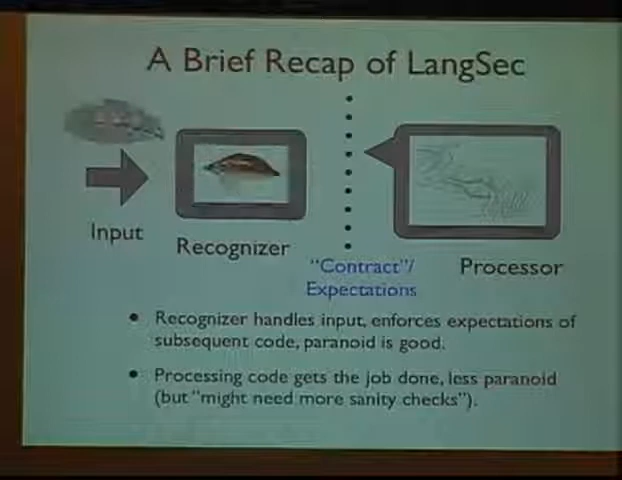 A Brief Recap of LangSec
Input
Recognizer
"Contract"/
Expectations
Processor
• Recognizer handles input, enforces expectations of
subsequent code, paranoid is good.
• Processing code gets the job done, less paranoid
(but "might need more sanity checks").